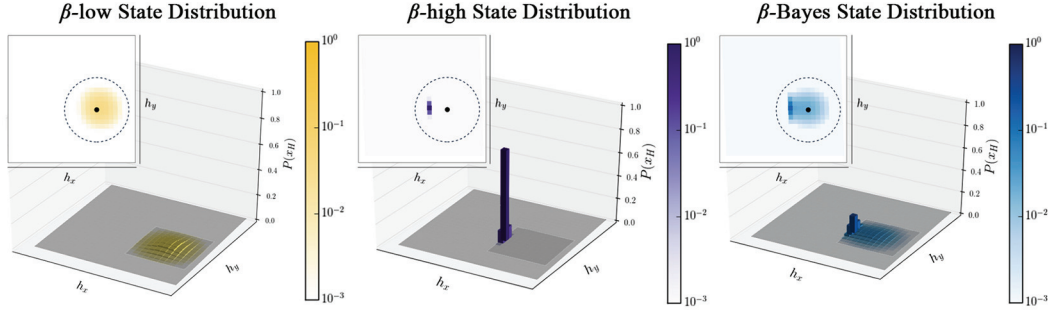 β-low State Distribution
h_y
h_x
1.0
0.8
0.6
0.4
0.2
0.0
P(x_H)
h_x
h_y
10^0
10^-1
10^-2
10^-3
β-high State Distribution
h_y
h_x
1.0
0.8
0.6
0.4
0.2
0.0
P(x_H)
h_x
h_y
10^0
10^-1
10^-2
10^-3
β-Bayes State Distribution
h_y
h_x
1.0
0.8
0.6
0.4
0.2
0.0
P(x_H)
h_x
h_y
10^0
10^-1
10^-2
10^-3